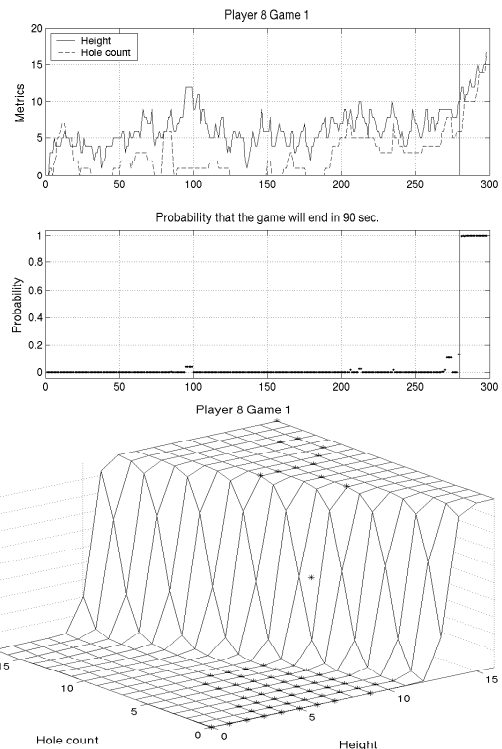 Player 8 Game 1
20
Height
Hole count
15
Metrics
10
5
0
0 50 100 150 200 250 300
Probability that the game will end in 90 sec.
1
0.8
0.6
Probability
0.4
0.2
0
0 50 100 150 200 250 300
Player 8 Game 1
15 15
10 10
5 5
0 0
Hole count Height